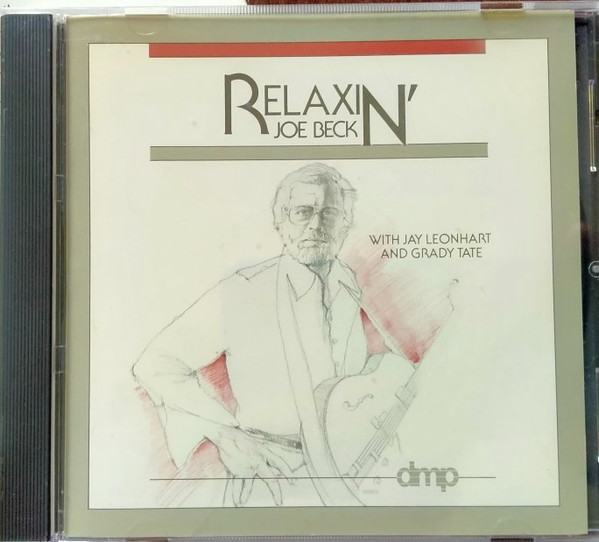 RELAXIN'
JOE BECK
WITH JAY LEONHART
AND GRADY TATE
dmp